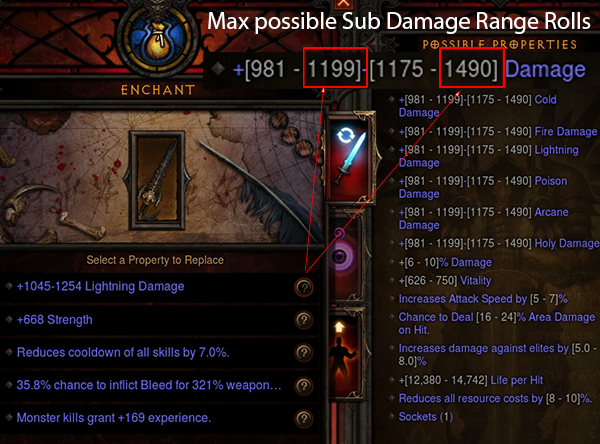 Max possible Sub Damage Range Rolls
POSSIBLE PROPERTIES
+[981 - 1199]-[1175 - 1490] Damage
ENCHANT
+[981 - 1199]-[1175 - 1490] Cold
Damage
+[981 - 1199]-[1175 - 1490] Fire Damage
+[981 - 1199]-[1175 - 1490] Lightning
Damage
+[981 - 1199]-[1175 - 1490] Poison
Damage
+[981 - 1199]-[1175 - 1490] Arcane
Damage
+[981 - 1199]-[1175 - 1490] Holy Damage
+[6 - 10]% Damage
+[626 - 750] Vitality
Increases Attack Speed by [5 - 7]%
Chance to Deal [16 - 24]% Area Damage
on Hit.
Increases damage against elites by [5.0 -
8.0]%
+[12,380 - 14,742] Life per Hit
Reduces all resource costs by [8 - 10]%.
Sockets (1)
Select a Property to Replace
+1045-1254 Lightning Damage
?
+668 Strength
?
Reduces cooldown of all skills by 7.0%.
?
35.8% chance to inflict Bleed for 321% weapon...
?
Monster kills grant +169 experience.
?